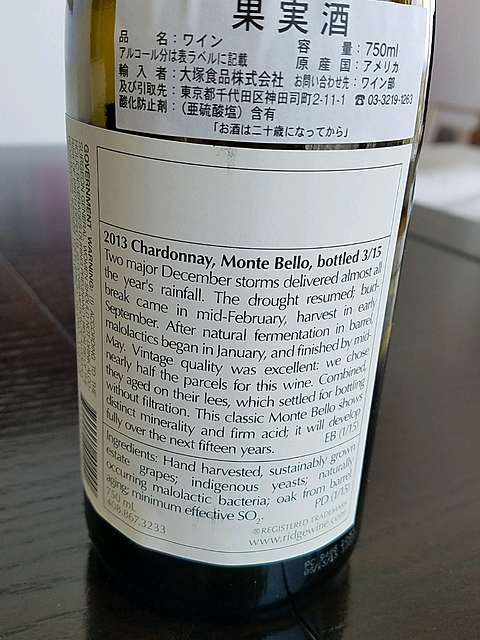 果実酒
品名：ワイン 容量：750ml
アルコール分は表ラベルに記載 原産国：アメリカ
輸入者：大塚食品株式会社 お問い合わせ先：ワイン部
及び引取先：東京都千代田区神田司町2-11-1 ☎03-3219-1263
酸化防止剤：(亜硫酸塩)含有
「お酒は二十歳になってから」
GOVERNMENT WARNING: (1) ACCORDING TO THE
2013 Chardonnay, Monte Bello, bottled 3/15
Two major December storms delivered almost all
the year's rainfall. The drought resumed; bud-
break came in mid-February, harvest in early
September. After natural fermentation in barrel,
malolactics began in January, and finished by mid-
May. Vintage quality was excellent: we chose
nearly half the parcels for this wine. Combined,
they aged on their lees, which settled for bottling
without filtration. This classic Monte Bello shows
distinct minerality and firm acid; it will develop
fully over the next fifteen years. EB (1/15)
Ingredients: Hand harvested, sustainably grown
estate grapes; indigenous yeasts; naturally
occurring malolactic bacteria; oak from barrel
aging; minimum effective SO2. PD (1/15)
750 mL ®REGISTERED TRADEMARK
408.867.3233 www.ridgewine.com